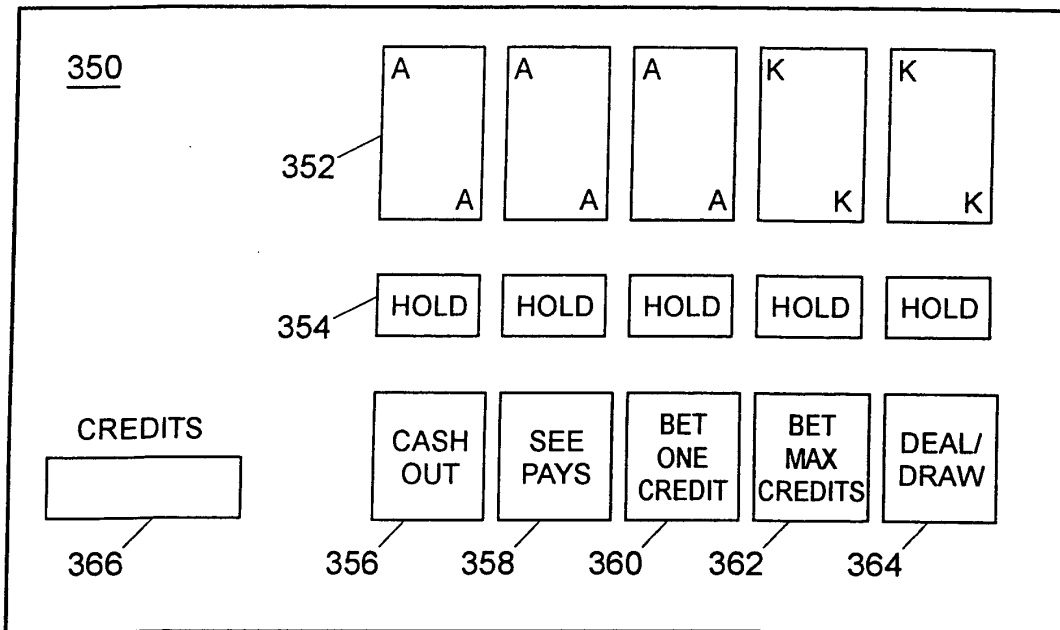 350
A A A K K
352
A A A K K
354
HOLD HOLD HOLD HOLD HOLD
CREDITS
CASH OUT
SEE PAYS
BET ONE CREDIT
BET MAX CREDITS
DEAL/ DRAW
366 356 358 360 362 364